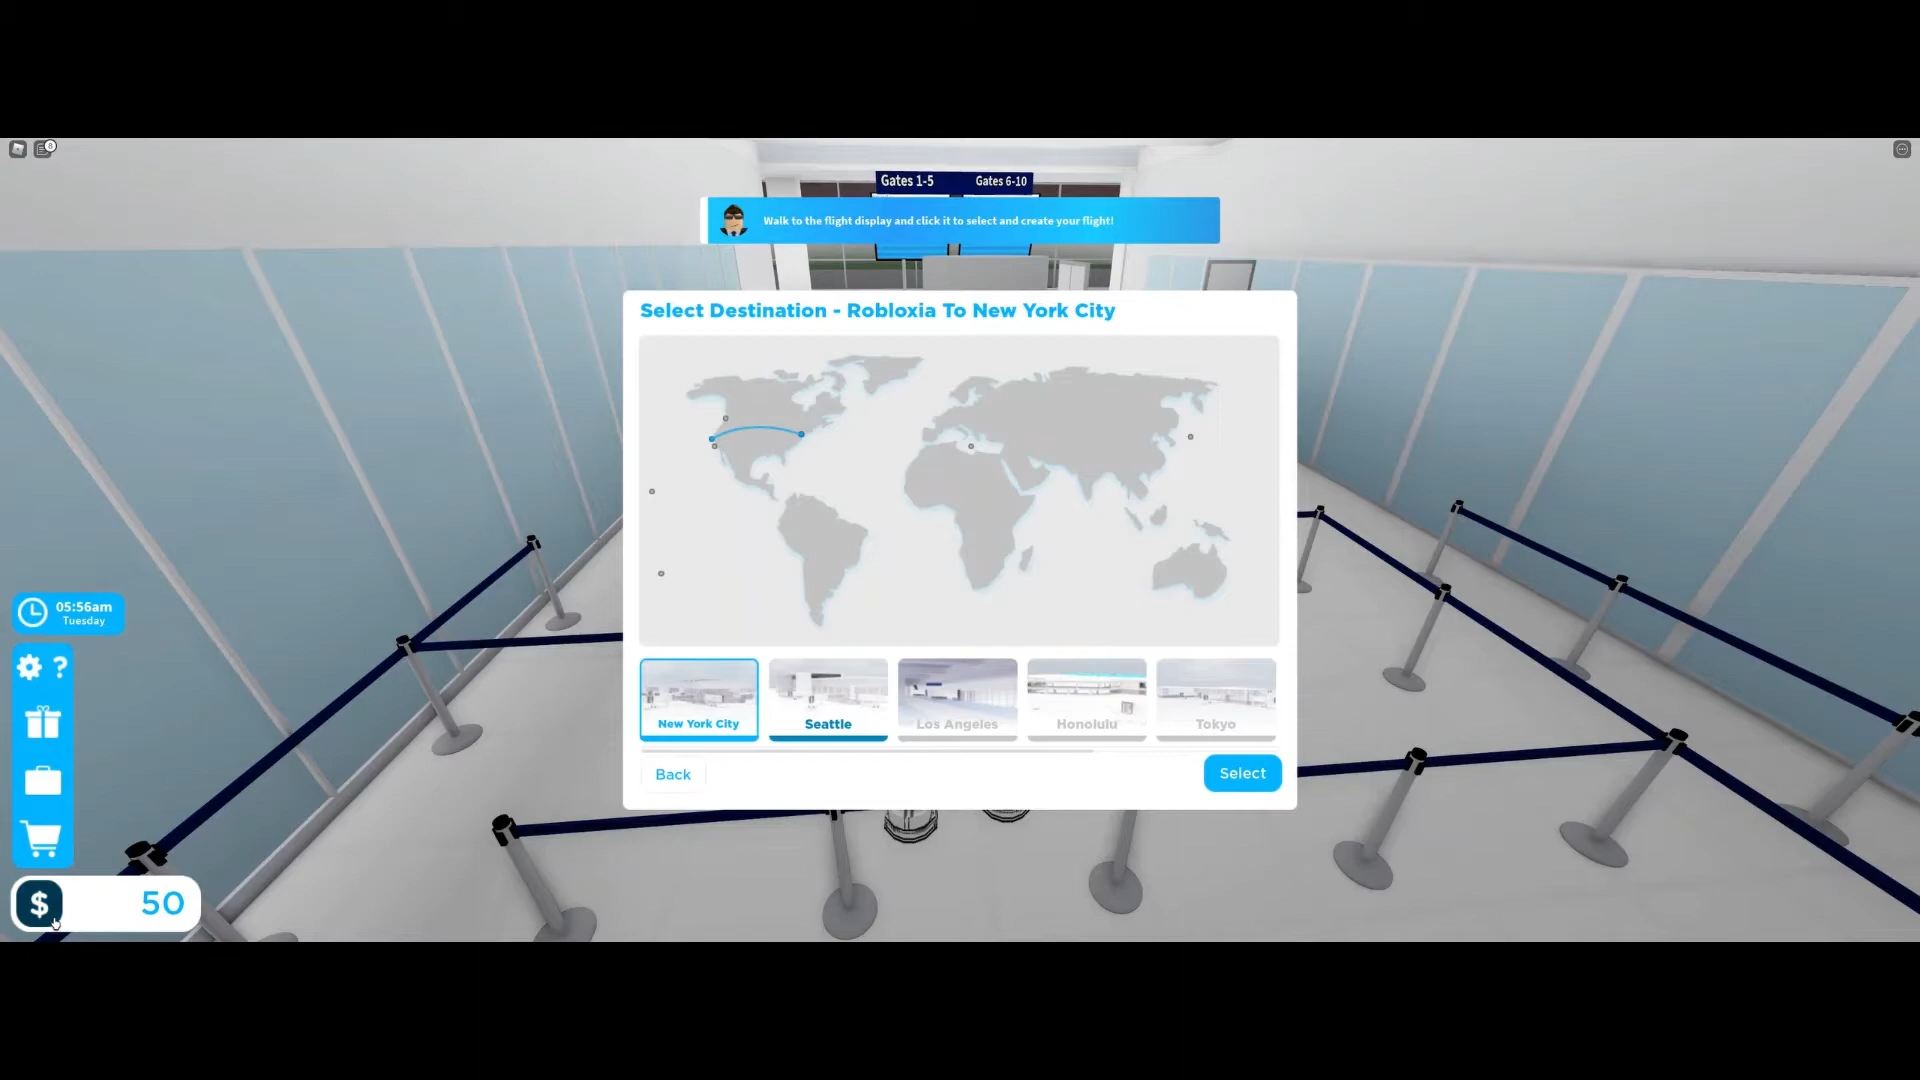 8
Gates 1-5
Gates 6-10
Walk to the flight display and click it to select and create your flight!
Select Destination - Robloxia To New York City
05:56am
Tuesday
?
New York City
Seattle
Los Angeles
Honolulu
Tokyo
Back
Select
$ 50